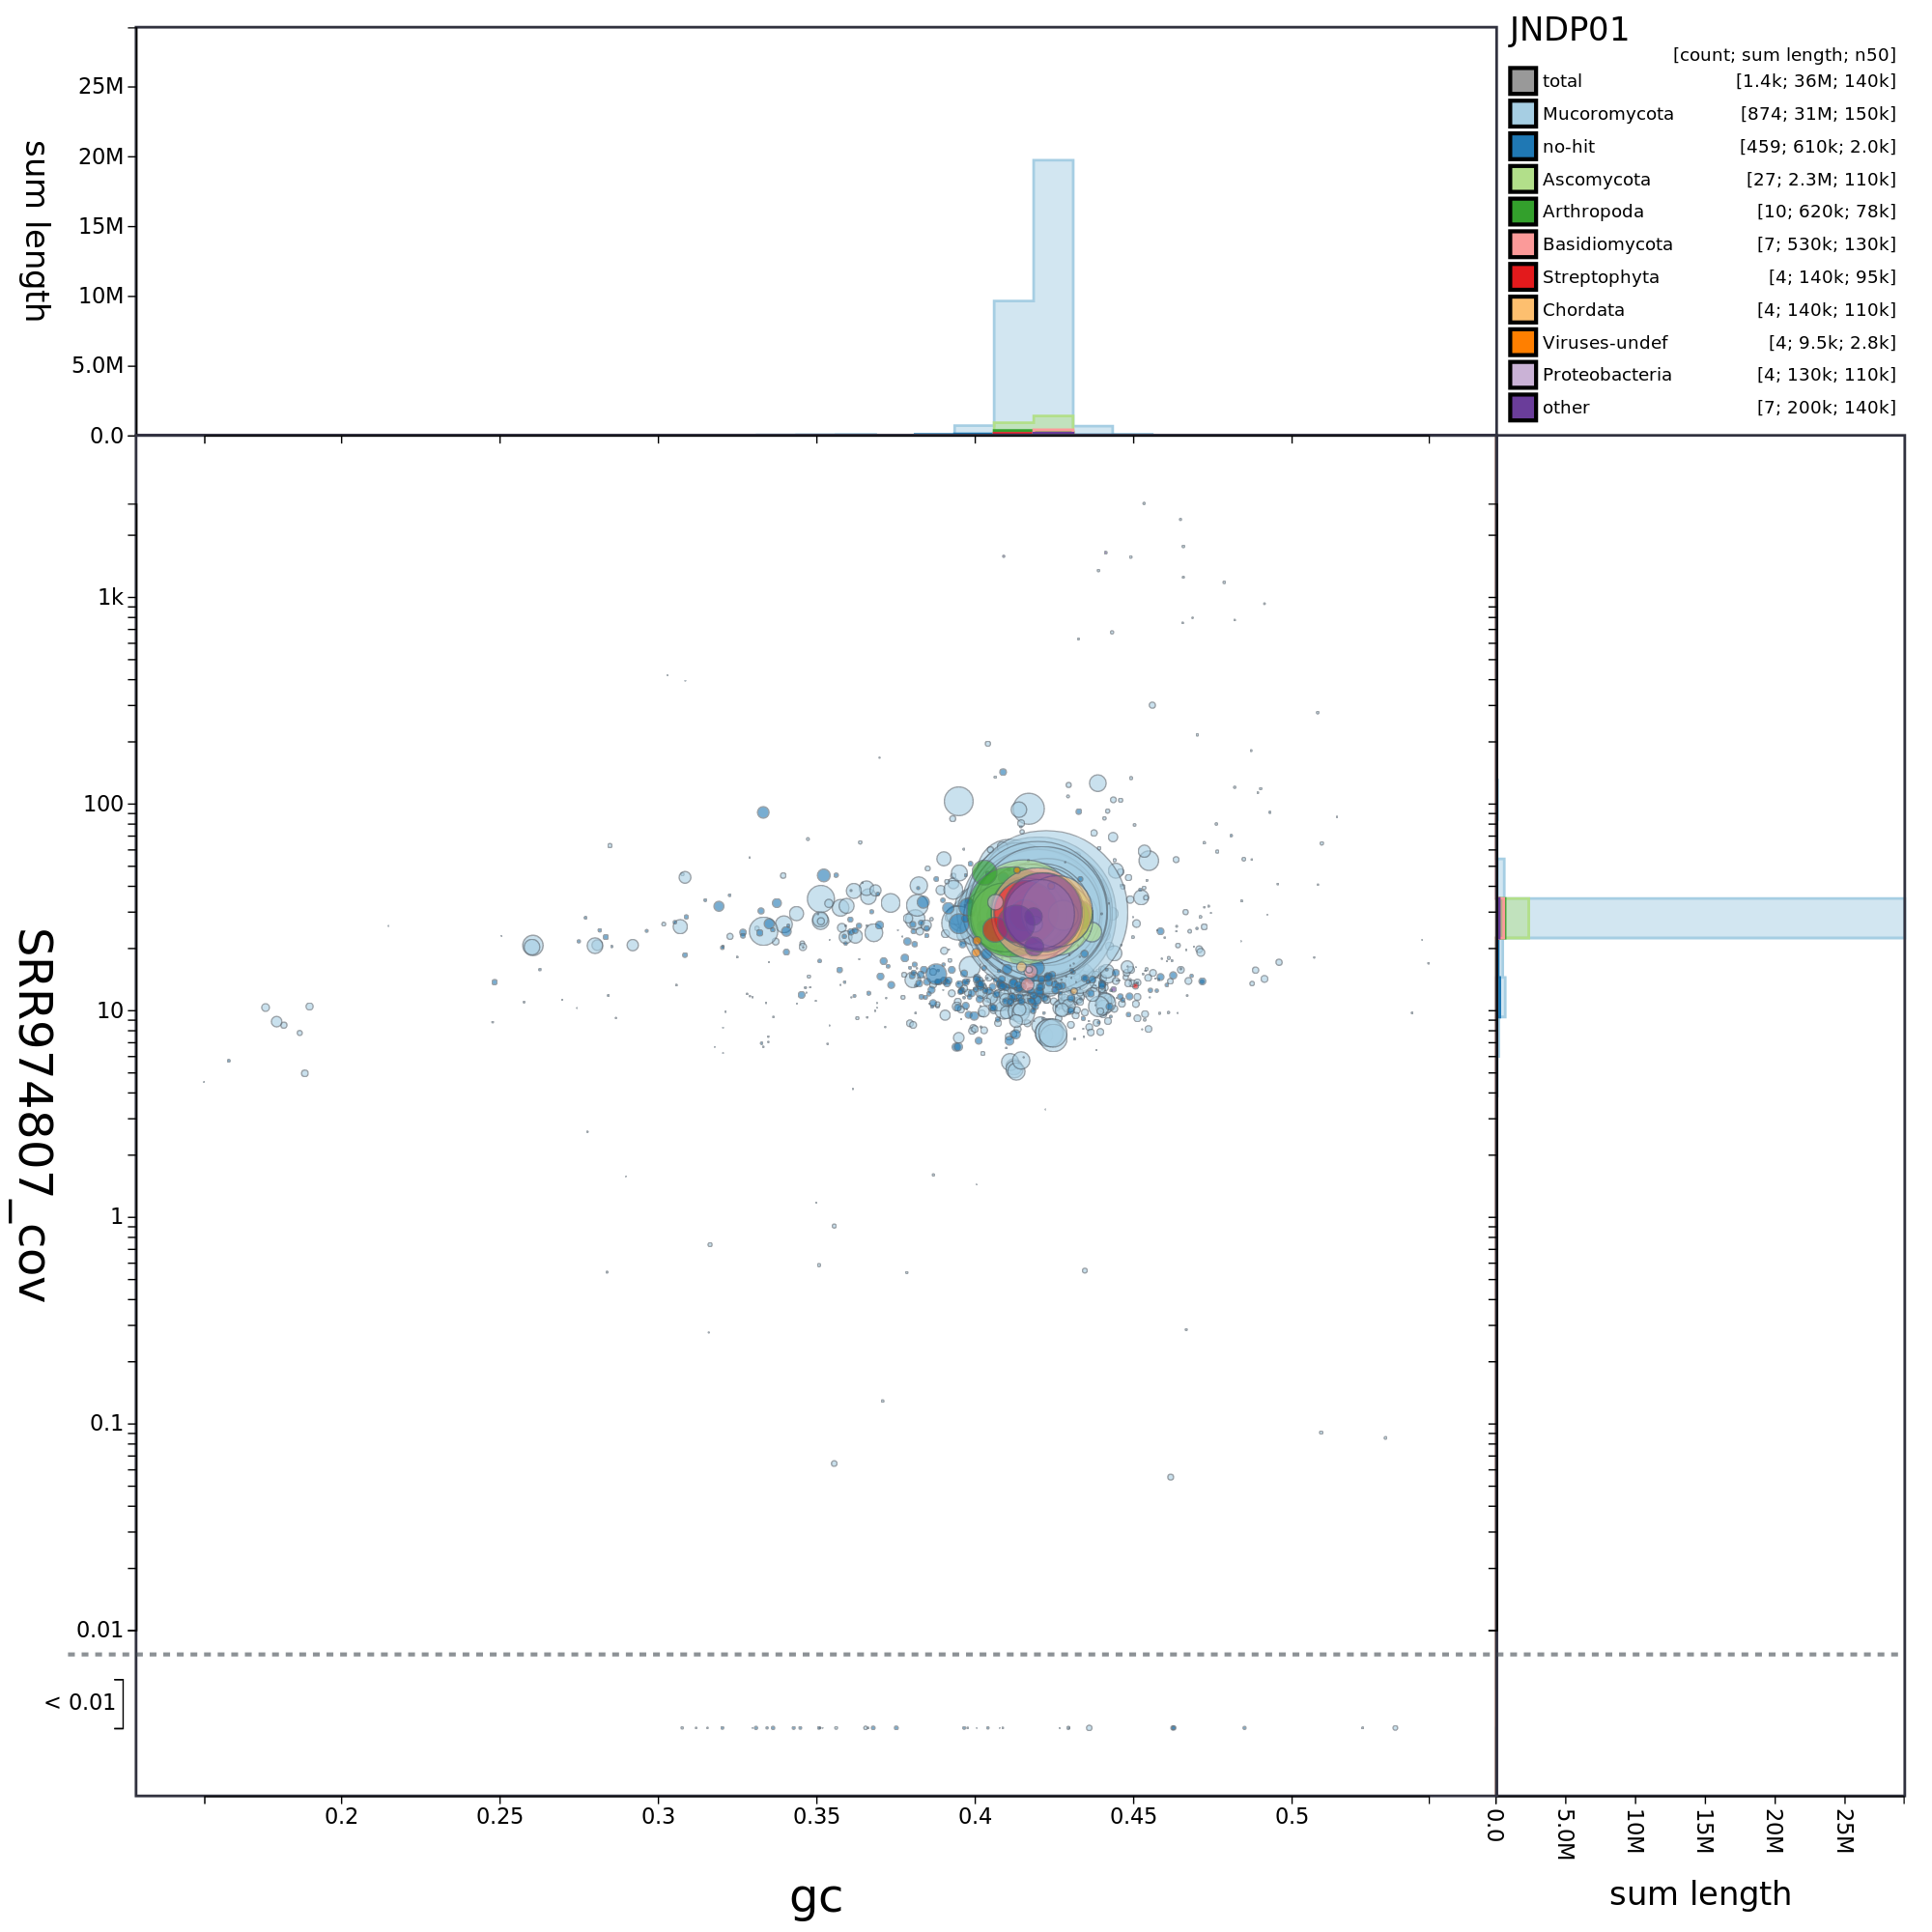 JNDP01
[count; sum length; n50]
total [1.4k; 36M; 140k]
Mucoromycota [874; 31M; 150k]
no-hit [459; 610k; 2.0k]
Ascomycota [27; 2.3M; 110k]
Arthropoda [10; 620k; 78k]
Basidiomycota [7; 530k; 130k]
Streptophyta [4; 140k; 95k]
Chordata [4; 140k; 110k]
Viruses-undef [4; 9.5k; 2.8k]
Proteobacteria [4; 130k; 110k]
other [7; 200k; 140k]
sum length
25M
20M
15M
10M
5.0M
0.0
SRR974807_cov
1k
100
10
1
0.1
0.01
< 0.01
0.2 0.25 0.3 0.35 0.4 0.45 0.5
gc
0.0 5.0M 10M 15M 20M 25M
sum length